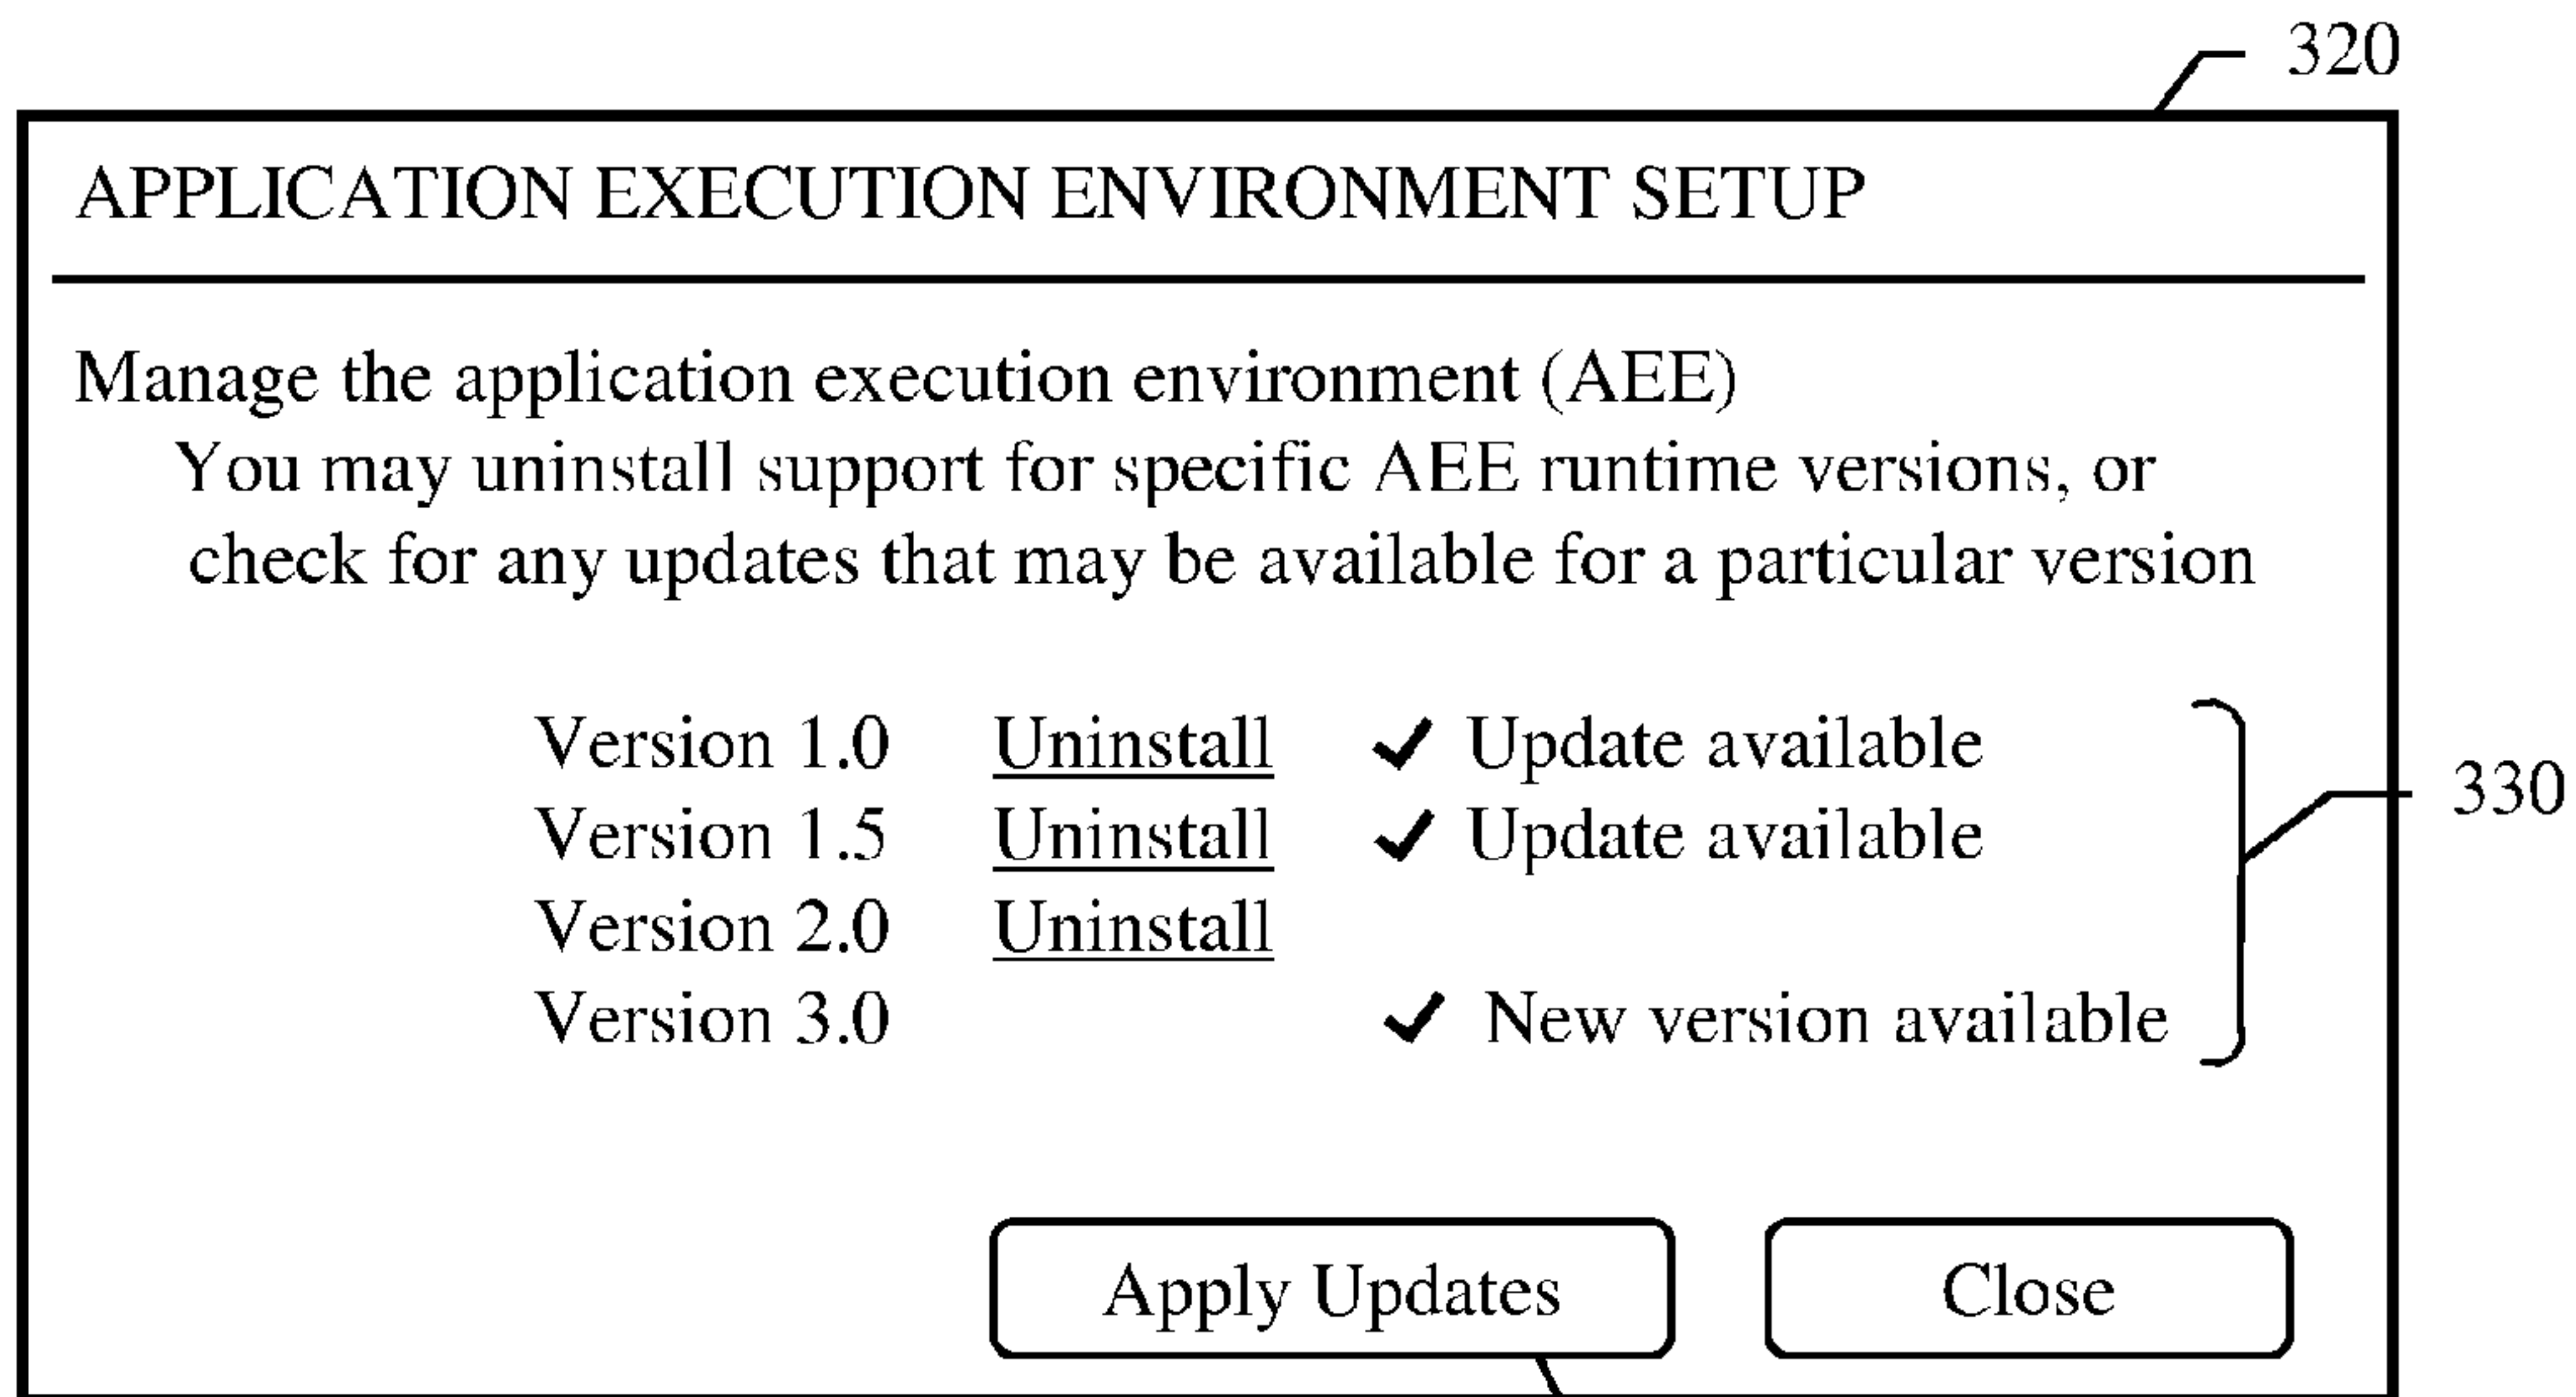 320
APPLICATION EXECUTION ENVIRONMENT SETUP
Manage the application execution environment (AEE)
You may uninstall support for specific AEE runtime versions, or
check for any updates that may be available for a particular version
Version 1.0 Uninstall ✓ Update available
Version 1.5 Uninstall ✓ Update available
330
Version 2.0 Uninstall
Version 3.0 ✓ New version available
Apply Updates Close